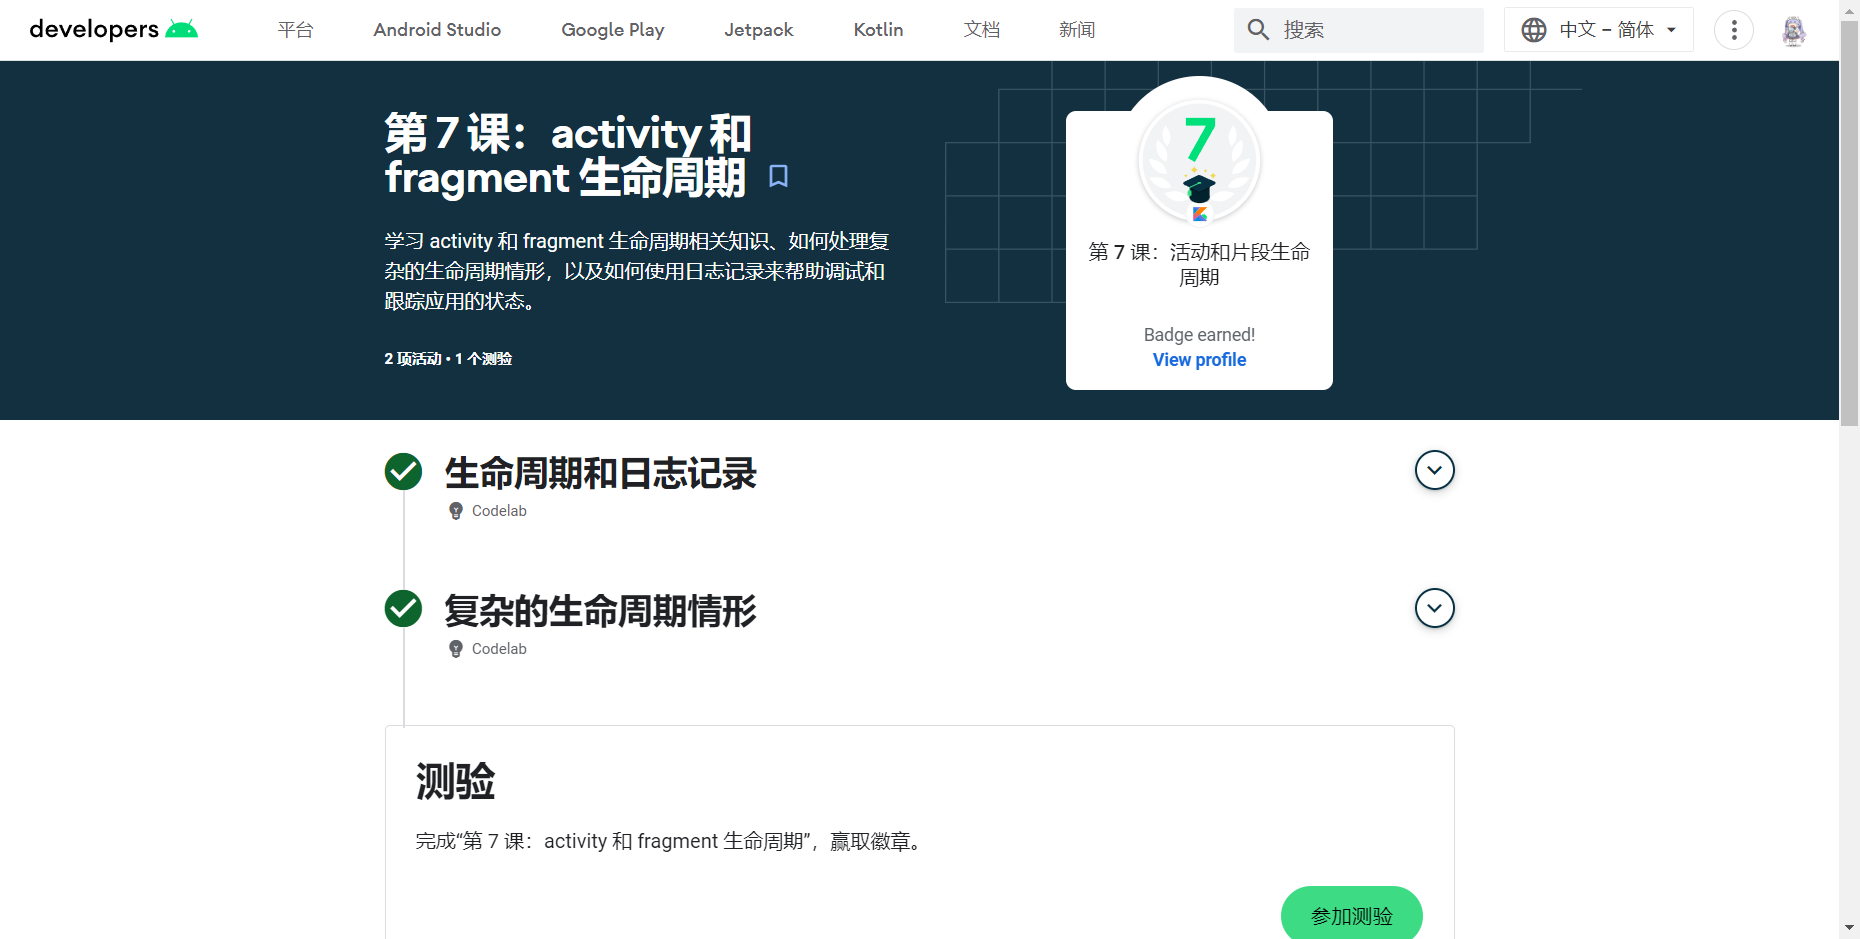 developers
平台
Android Studio
Google Play
Jetpack
Kotlin
文档
新闻
搜索
中文 – 简体
第 7 课：activity 和
fragment 生命周期
学习 activity 和 fragment 生命周期相关知识、如何处理复
杂的生命周期情形，以及如何使用日志记录来帮助调试和
跟踪应用的状态。
2 项活动 • 1 个测验
7
第 7 课：活动和片段生命
周期
Badge earned!
View profile
生命周期和日志记录
Codelab
复杂的生命周期情形
Codelab
测验
完成“第 7 课：activity 和 fragment 生命周期”，赢取徽章。
参加测验